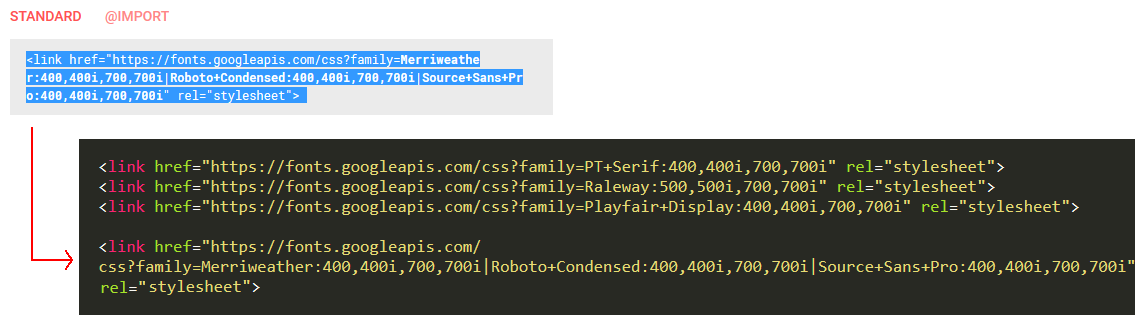 STANDARD @IMPORT
<link href="https://fonts.googleapis.com/css?family=Merriweathe
r:400,400i,700,700i|Roboto+Condensed:400,400i,700,700i|Source+Sans+Pr
o:400,400i,700,700i" rel="stylesheet">
<link href="https://fonts.googleapis.com/css?family=PT+Serif:400,400i,700,700i" rel="stylesheet">
<link href="https://fonts.googleapis.com/css?family=Raleway:500,500i,700,700i" rel="stylesheet">
<link href="https://fonts.googleapis.com/css?family=Playfair+Display:400,400i,700,700i" rel="stylesheet">
<link href="https://fonts.googleapis.com/
css?family=Merriweather:400,400i,700,700i|Roboto+Condensed:400,400i,700,700i|Source+Sans+Pro:400,400i,700,700i"
rel="stylesheet">